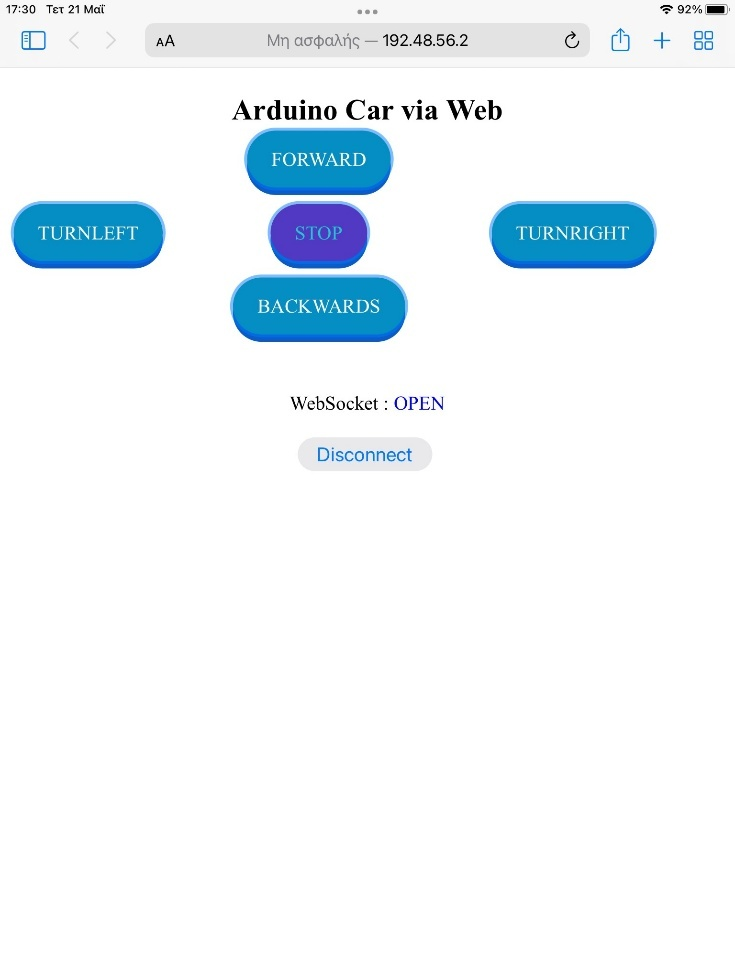 17:30 Τετ 21 Μαΐ
92%
AA Μη ασφαλής — 192.48.56.2
Arduino Car via Web
FORWARD
TURNLEFT STOP TURNRIGHT
BACKWARDS
WebSocket : OPEN
Disconnect